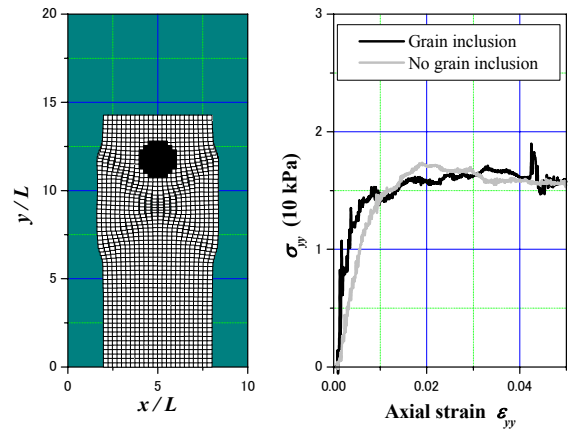 20
15
10
5
0
y / L
0
5
10
x / L
3
2
1
0
σyy (10 kPa)
Grain inclusion
No grain inclusion
0.00
0.02
0.04
Axial strain εyy